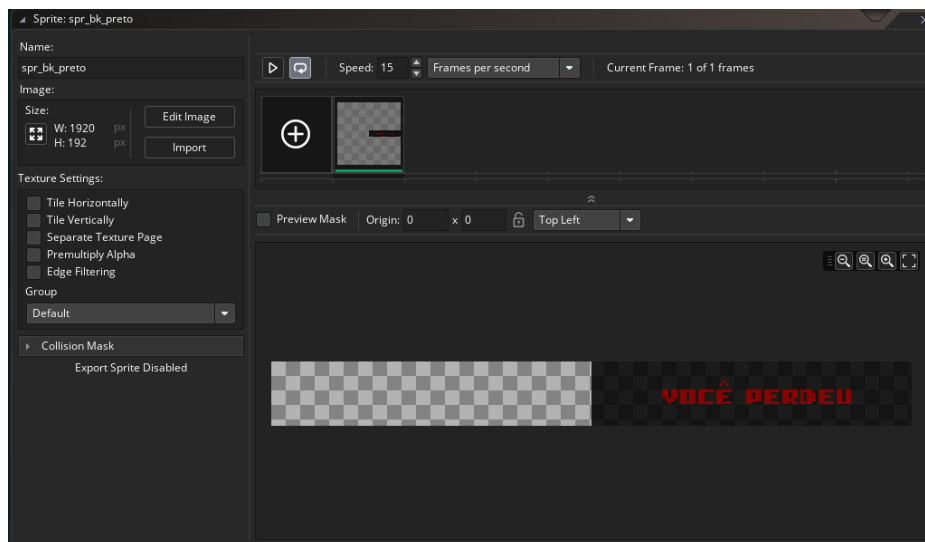 Sprite: spr_bk_preto
Name:
spr_bk_preto
Image:
Size:
W: 1920 px
H: 192 px
Edit Image
Import
Texture Settings:
Tile Horizontally
Tile Vertically
Separate Texture Page
Premultiply Alpha
Edge Filtering
Group
Default
Collision Mask
Export Sprite Disabled
Speed: 15 Frames per second Current Frame: 1 of 1 frames
Preview Mask Origin: 0 x 0 Top Left
VOCÊ PERDEU